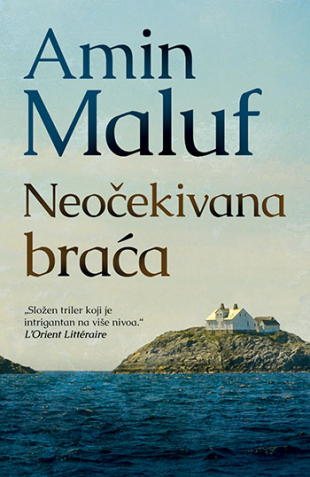 Amin
Maluf
Neočekivana
braća
„Složen triler koji je
intrigantan na više nivoa.“
L’Orient Littéraire